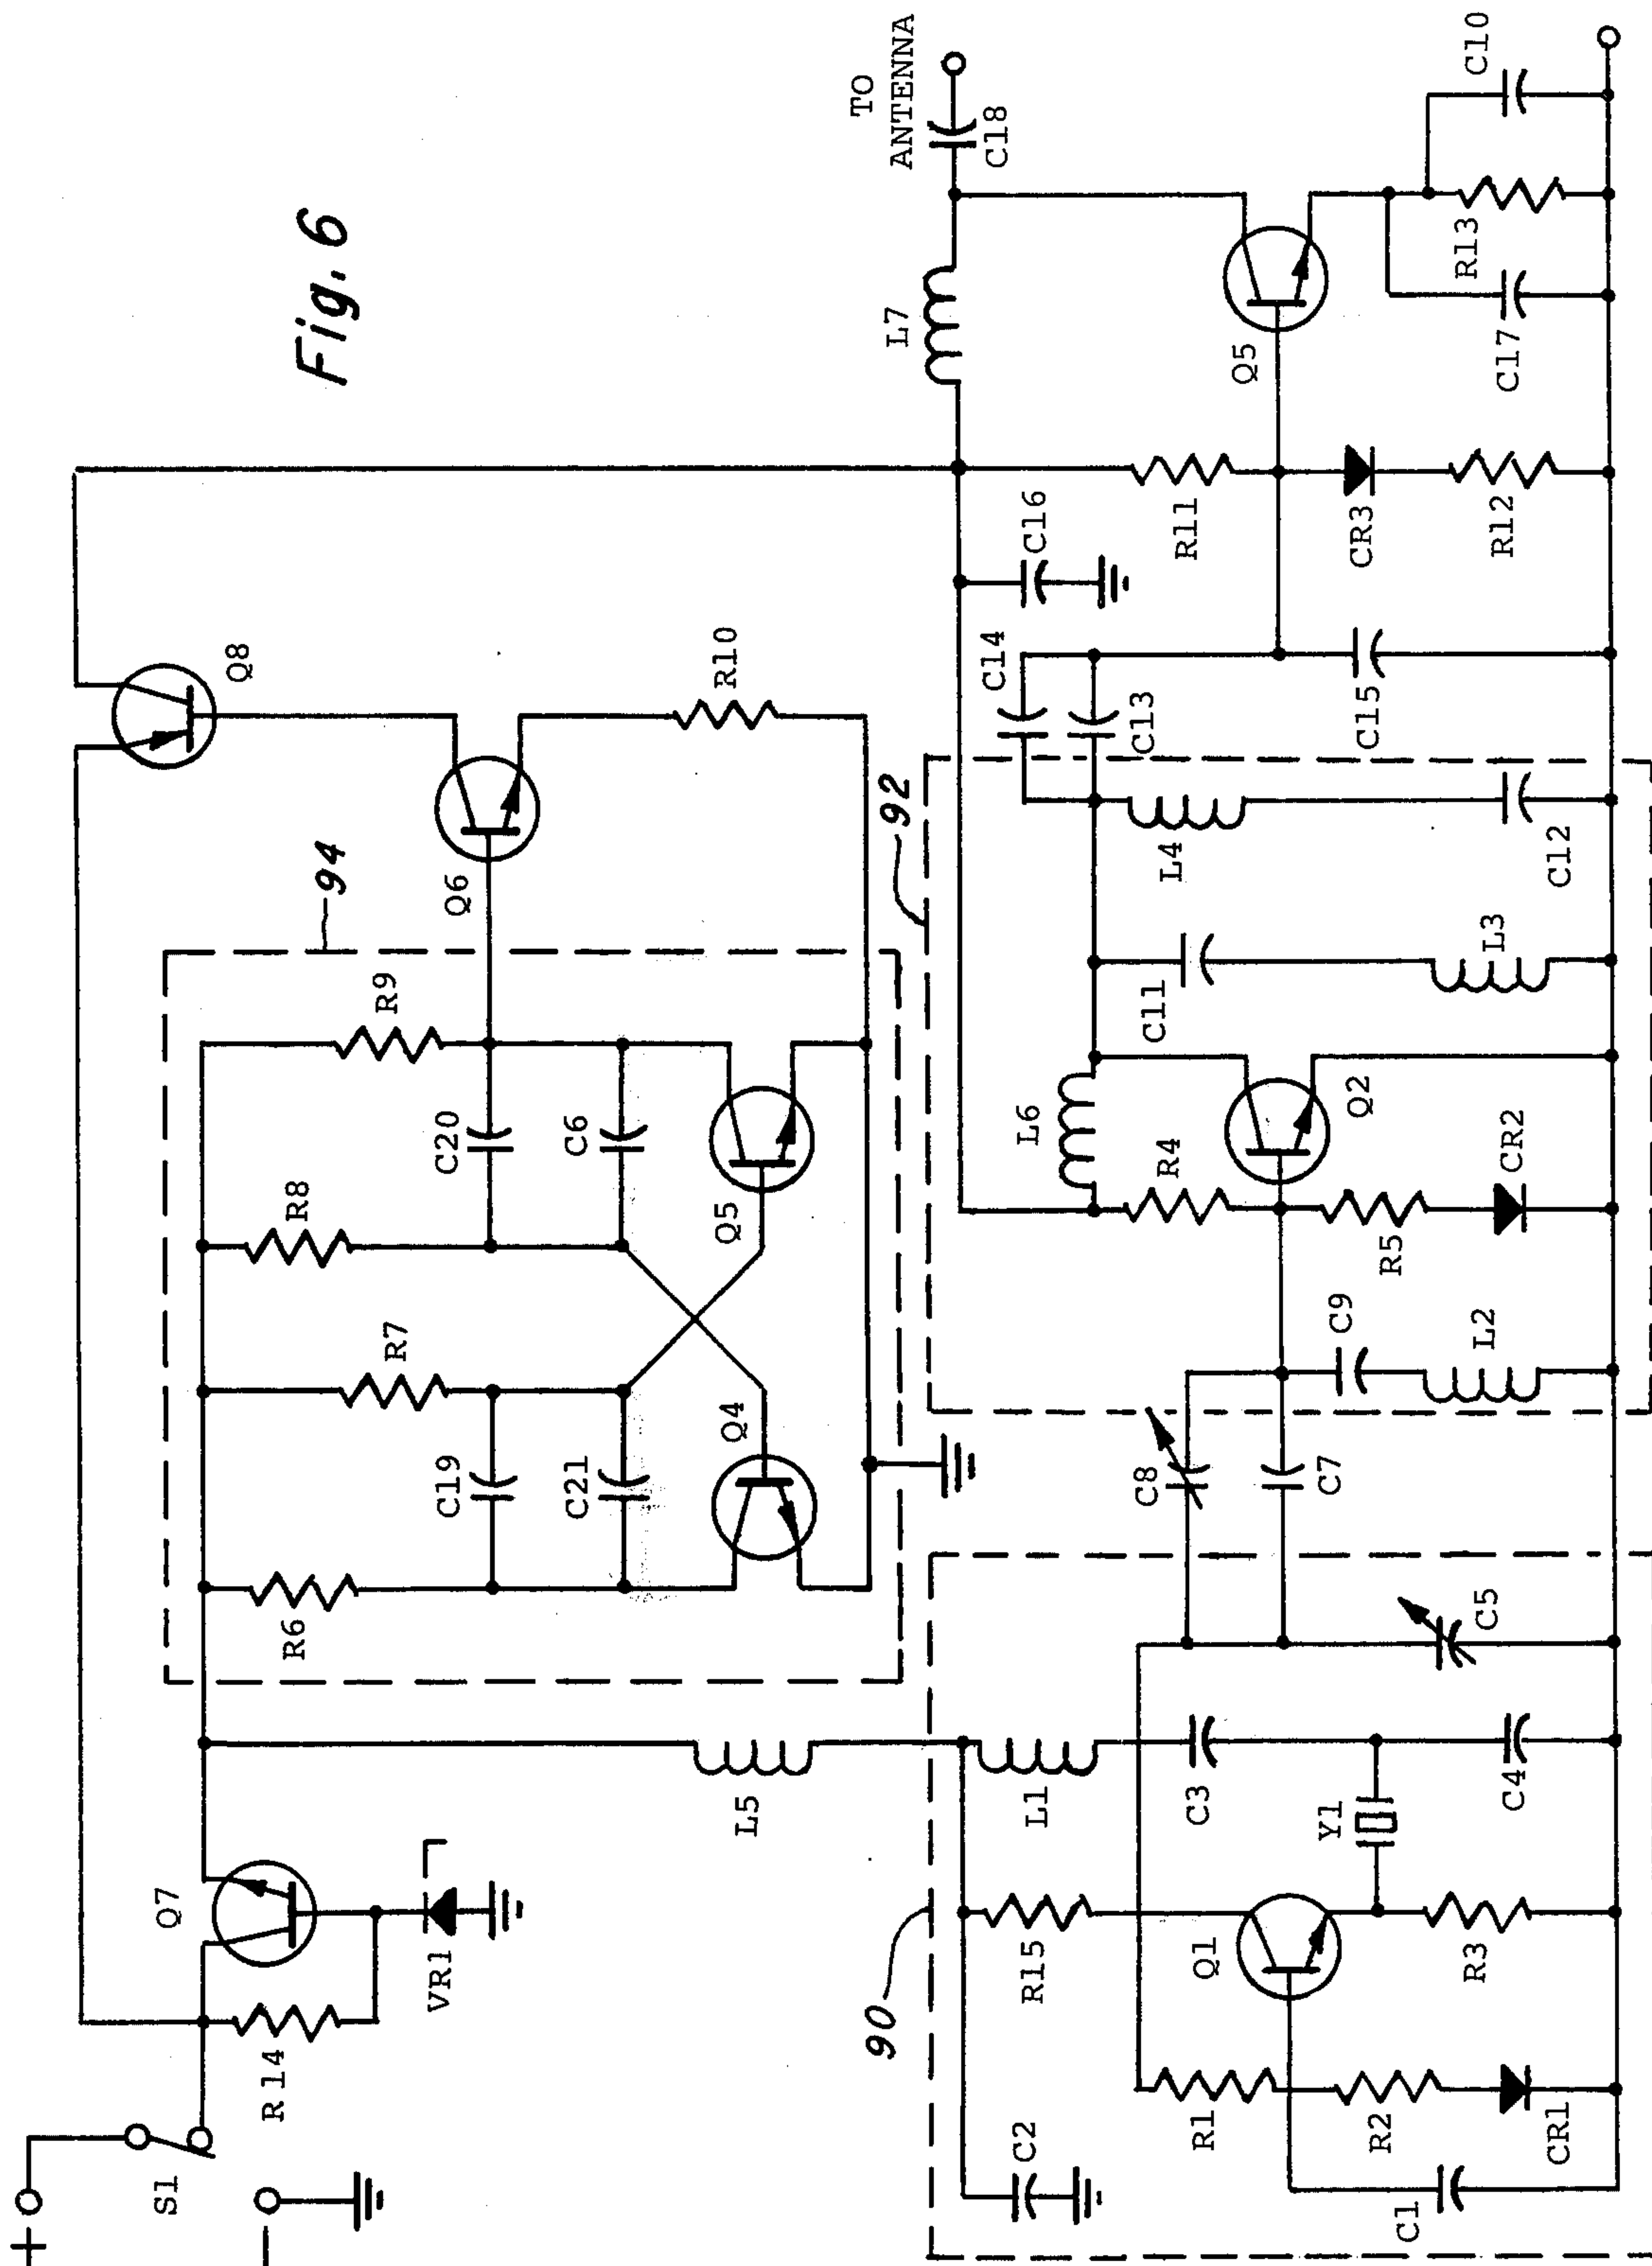 Fig. 6
+
S1
-
R14
Q7
VR1
L5
94
R6
R7
R8
R9
C19
C21
C20
C6
Q4
Q5
Q6
Q8
R10
90
C2
R15
L1
R1
Q1
C3
Y1
R2
R3
C1
CR1
C4
C5
C8
C7
92
C9
L2
L6
R4
Q2
R5
CR2
C11
L3
L4
C12
C14
C13
C15
C16
L7
R11
CR3
R12
Q5
C17
R13
C10
TO
ANTENNA
C18